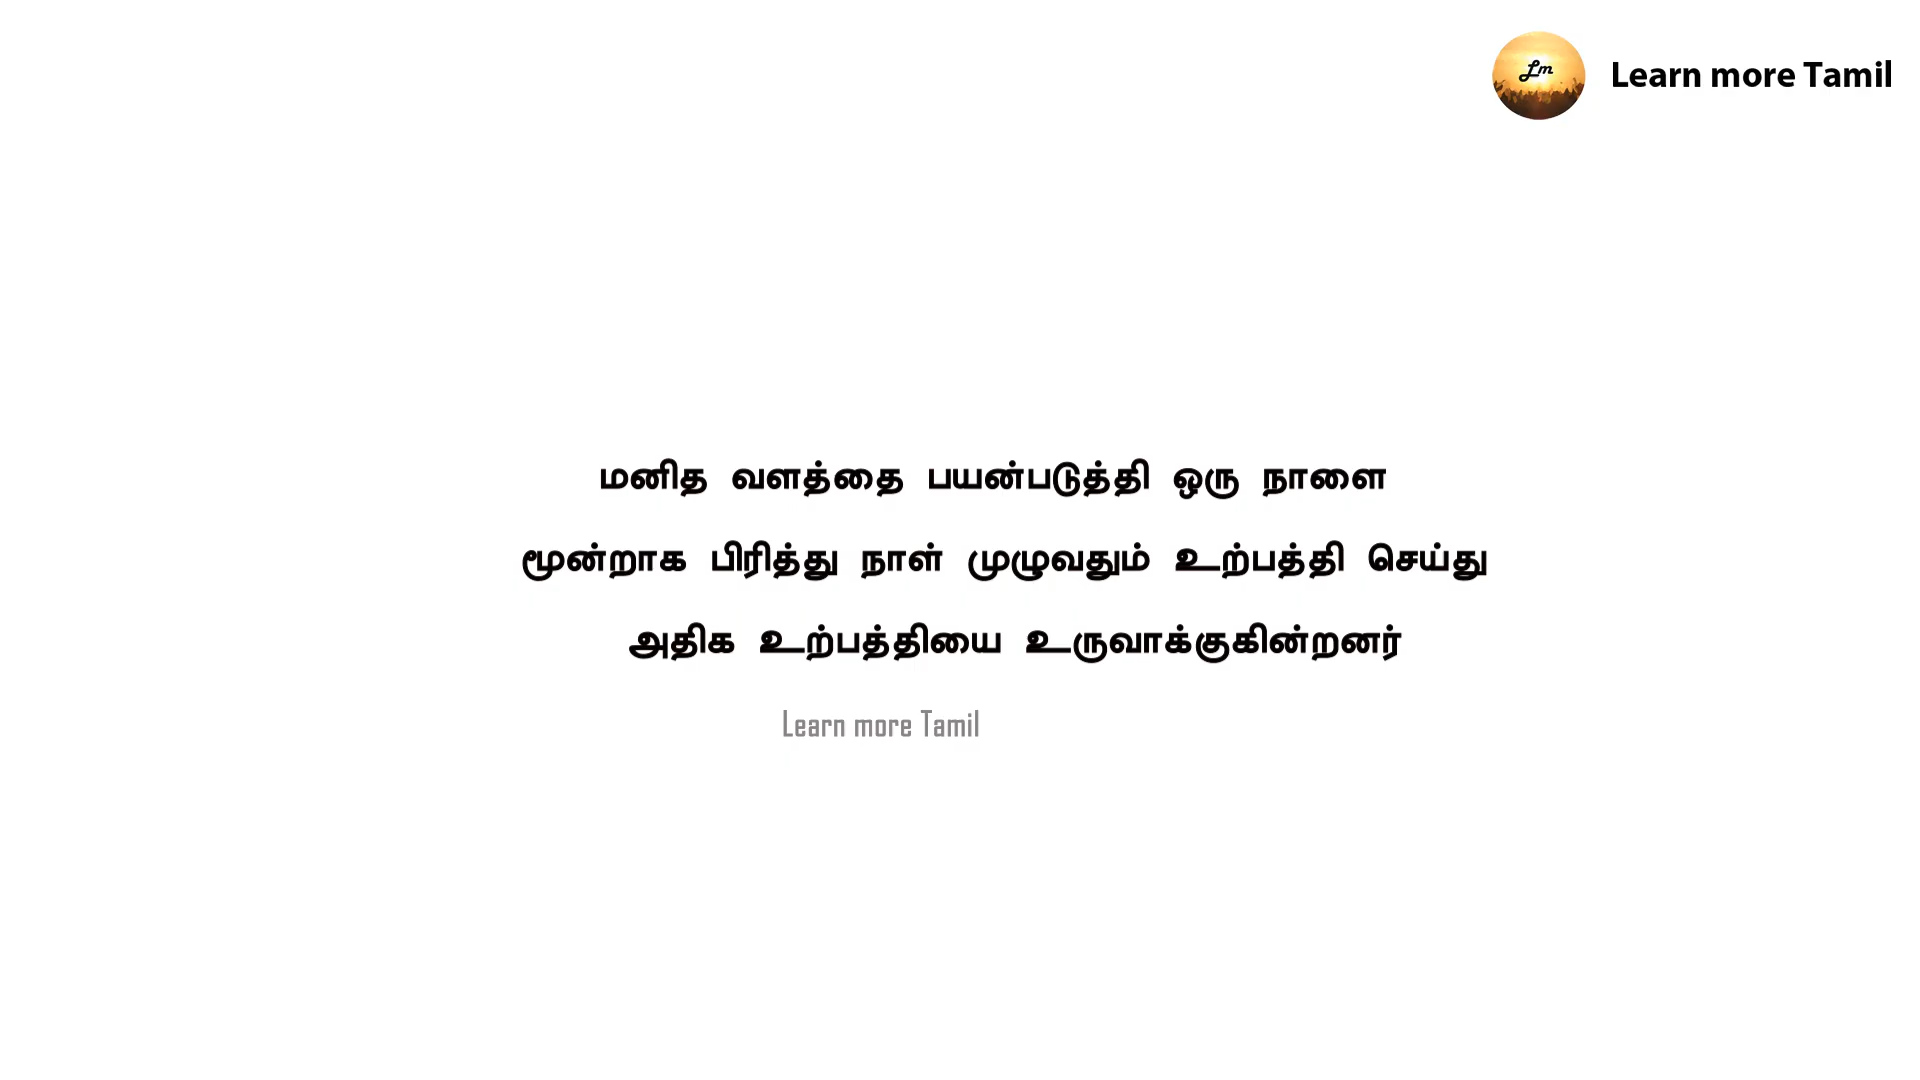 Lm
Learn more Tamil
மனித வளத்தை பயன்படுத்தி ஒரு நாளை
மூன்றாக பிரித்து நாள் முழுவதும் உற்பத்தி செய்து
அதிக உற்பத்தியை உருவாக்குகின்றனர்
Learn more Tamil